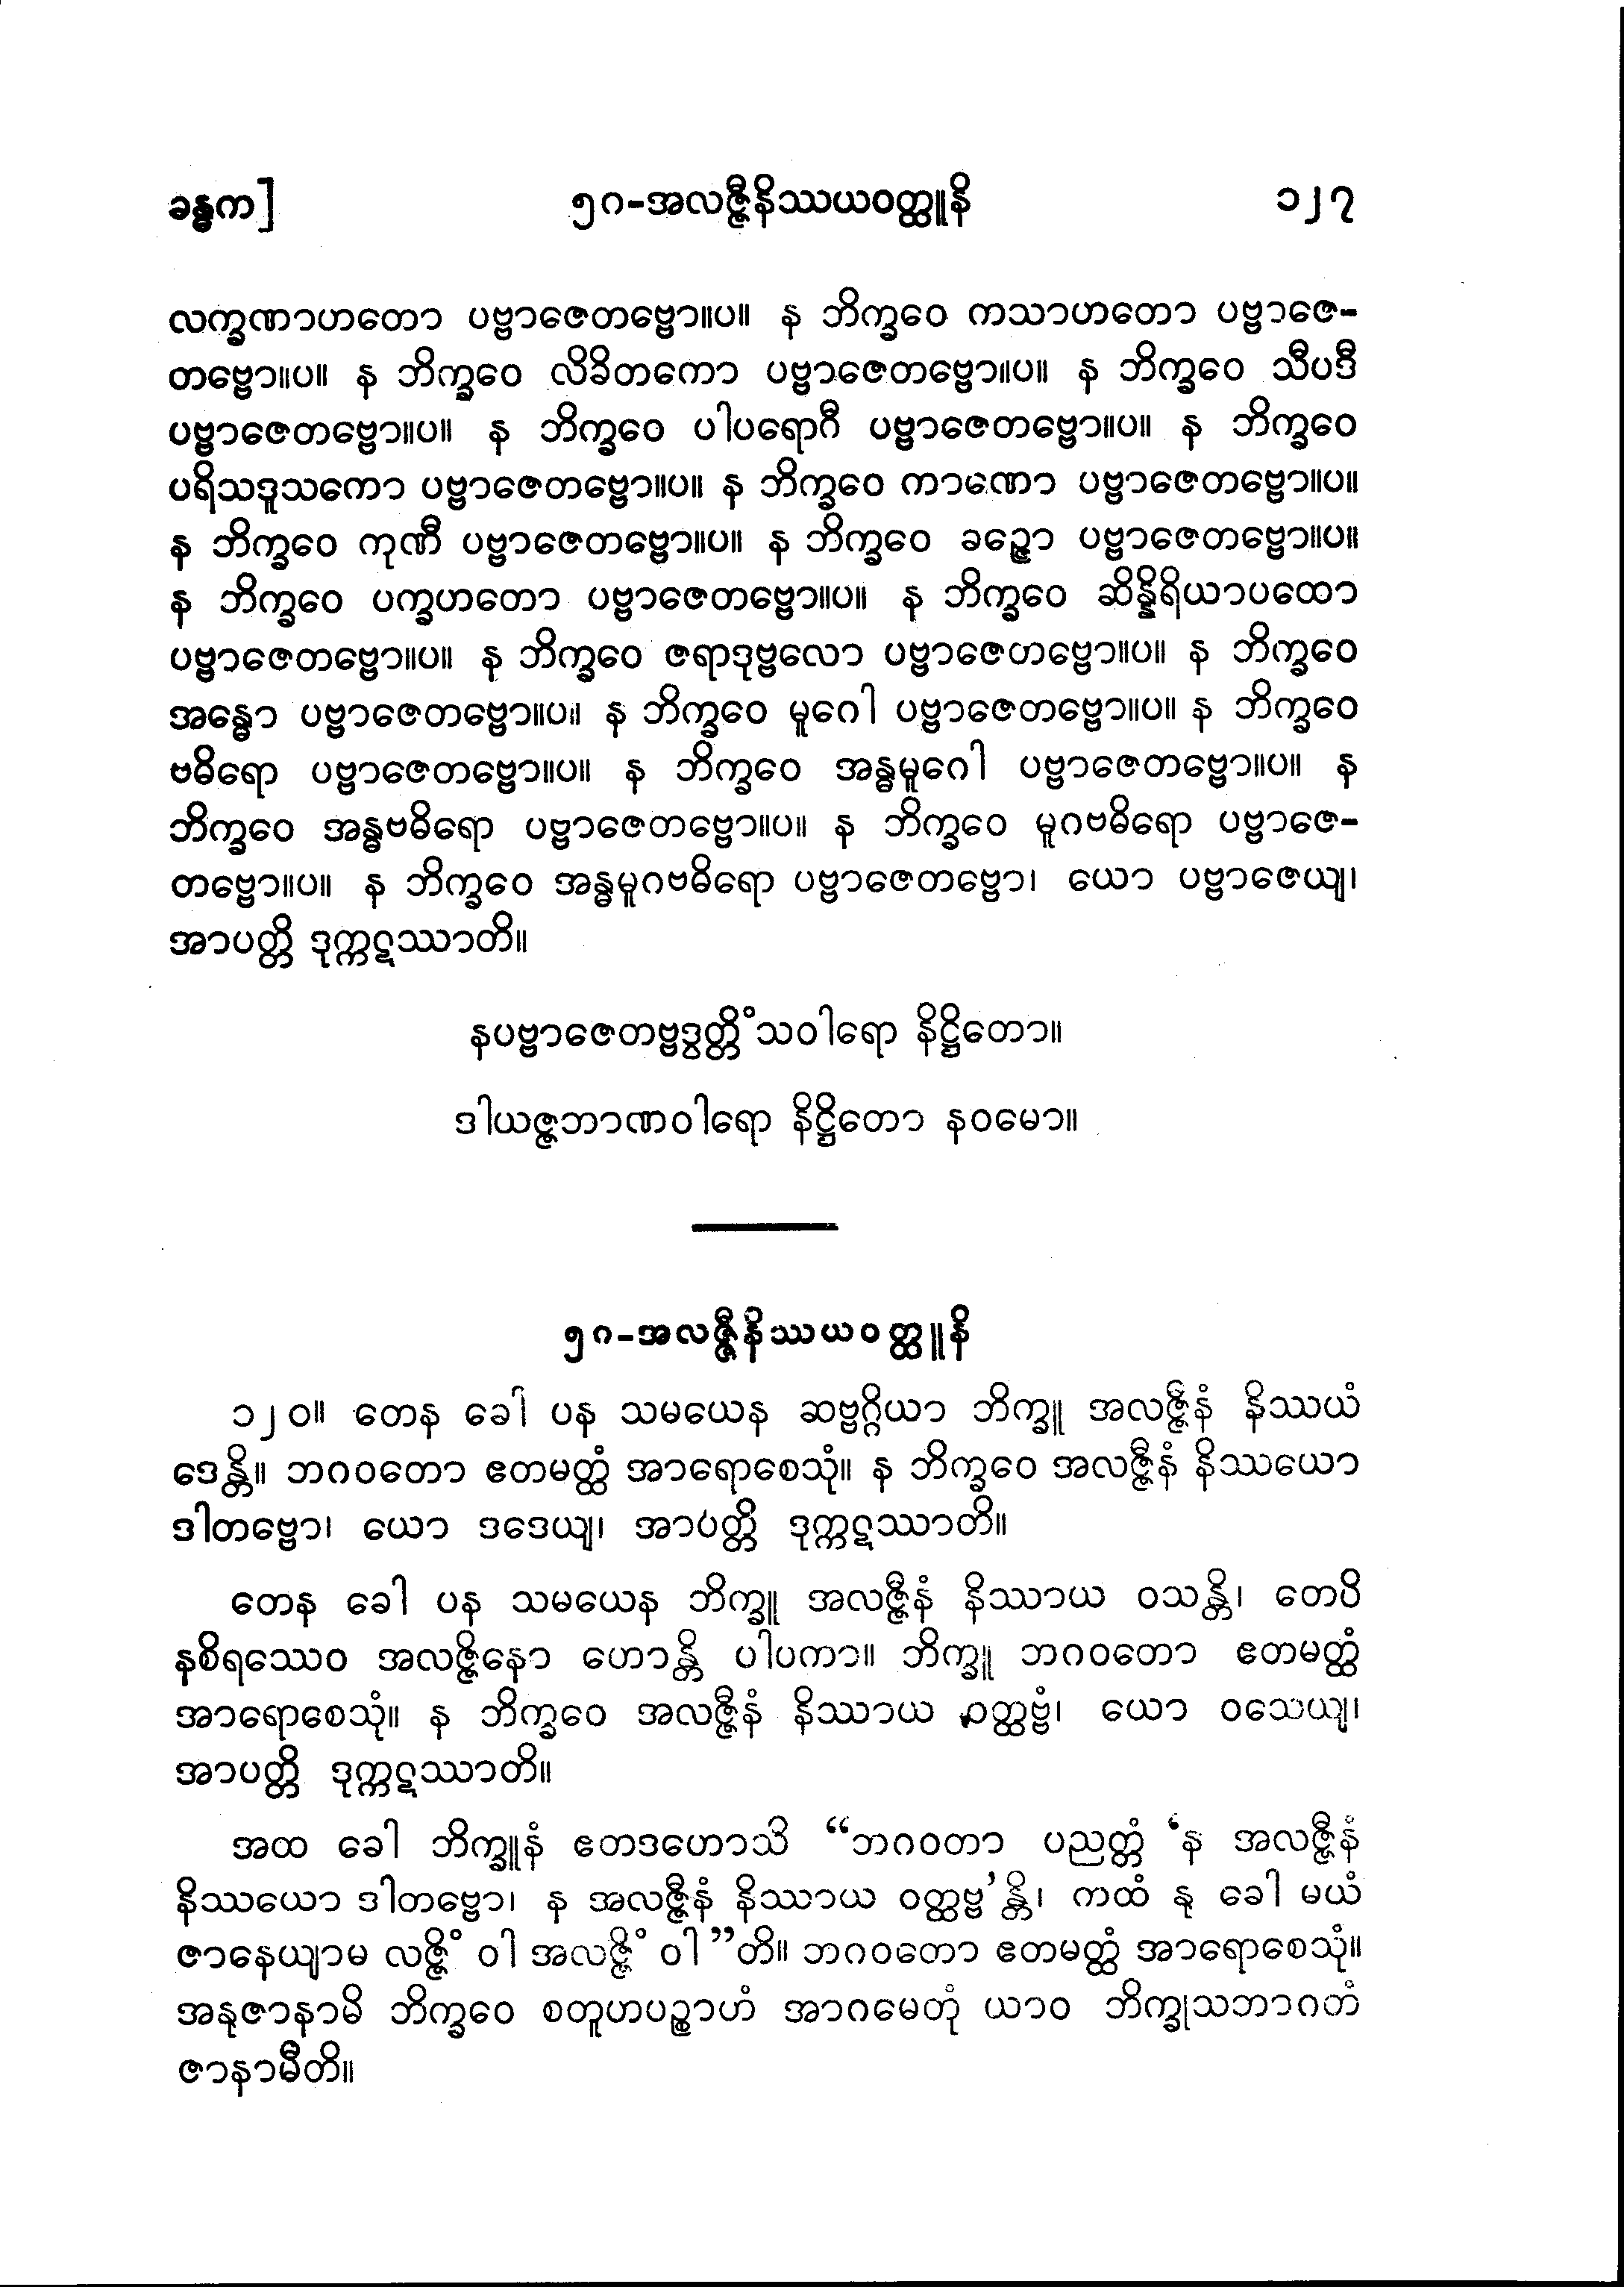 ခန္ဓက]
၅၈-အလဇ္ဇီနိဿယဝတ္ထူနိ
၁၂၇
လက္ခဏာဟတော ပဗ္ဗာဇေတဗ္ဗော။ပ။ န ဘိက္ခဝေ ကသာဟတော ပဗ္ဗာဇေ-
တဗ္ဗော။ပ။ န ဘိက္ခဝေ လိခိတကော ပဗ္ဗာဇေတဗ္ဗော။ပ။ န ဘိက္ခဝေ သီပဒီ
ပဗ္ဗာဇေတဗ္ဗော။ပ။ န ဘိက္ခဝေ ပါပရောဂီ ပဗ္ဗာဇေတဗ္ဗော။ပ။ န ဘိက္ခဝေ
ပရိသဒူသကော ပဗ္ဗာဇေတဗ္ဗော။ပ။ န ဘိက္ခဝေ ကာဏော ပဗ္ဗာဇေတဗ္ဗော။ပ။
န ဘိက္ခဝေ ကုဏီ ပဗ္ဗာဇေတဗ္ဗော။ပ။ န ဘိက္ခဝေ ခဉ္ဇော ပဗ္ဗာဇေတဗ္ဗော။ပ။
န ဘိက္ခဝေ ပက္ခဟတော ပဗ္ဗာဇေတဗ္ဗော။ပ။ န ဘိက္ခဝေ ဆိန္နိရိယာပထော
ပဗ္ဗာဇေတဗ္ဗော။ပ။ န ဘိက္ခဝေ ဇရာဒုဗ္ဗလော ပဗ္ဗာဇေတဗ္ဗော။ပ။ န ဘိက္ခဝေ
အန္ဓော ပဗ္ဗာဇေတဗ္ဗော။ပ။ န ဘိက္ခဝေ မူဂေါ ပဗ္ဗာဇေတဗ္ဗော။ပ။ န ဘိက္ခဝေ
ဗဓိရော ပဗ္ဗာဇေတဗ္ဗော။ပ။ န ဘိက္ခဝေ အန္ဓမူဂေါ ပဗ္ဗာဇေတဗ္ဗော။ပ။ န
ဘိက္ခဝေ အန္ဓဗဓိရော ပဗ္ဗာဇေတဗ္ဗော။ပ။ န ဘိက္ခဝေ မူဂဗဓိရော ပဗ္ဗာဇေ-
တဗ္ဗော။ပ။ န ဘိက္ခဝေ အန္ဓမူဂဗဓိရော ပဗ္ဗာဇေတဗ္ဗော၊ ယော ပဗ္ဗာဇေယျ၊
အာပတ္တိ ဒုက္ကဋဿာတိ။
နပဗ္ဗာဇေတဗ္ဗဒွတ္တိံသဝါရော နိဋ္ဌိတော။
ဒါယဇ္ဇဘာဏဝါရော နိဋ္ဌိတော နဝမော။
၅၈-အလဇ္ဇီနိဿယဝတ္ထူနိ
၁၂၀။ တေန ခေါ ပန သမယေန ဆဗ္ဗဂ္ဂိယာ ဘိက္ခူ အလဇ္ဇီနံ နိဿယံ
ဒေန္တိ။ ဘဂဝတော ဧတမတ္ထံ အာရောစေသုံ။ န ဘိက္ခဝေ အလဇ္ဇီနံ နိဿယော
ဒါတဗ္ဗော၊ ယော ဒဒေယျ၊ အာပတ္တိ ဒုက္ကဋဿာတိ။
တေန ခေါ ပန သမယေန ဘိက္ခူ အလဇ္ဇီနံ နိဿာယ ဝသန္တိ၊ တေပိ
နစိရဿေဝ အလဇ္ဇိနော ဟောန္တိ ပါပကာ။ ဘိက္ခူ ဘဂဝတော ဧတမတ္ထံ
အာရောစေသုံ။ န ဘိက္ခဝေ အလဇ္ဇီနံ နိဿာယ ဝတ္ထဗ္ဗံ၊ ယော ဝသေယျ၊
အာပတ္တိ ဒုက္ကဋဿာတိ။
အထ ခေါ ဘိက္ခူနံ ဧတဒဟောသိ “ဘဂဝတာ ပညတ္တံ ‘န အလဇ္ဇီနံ
နိဿယော ဒါတဗ္ဗော၊ န အလဇ္ဇီနံ နိဿာယ ဝတ္ထဗ္ဗ’န္တိ၊ ကထံ နု ခေါ မယံ
ဇာနေယျာမ လဇ္ဇိံ ဝါ အလဇ္ဇိံ ဝါ”တိ။ ဘဂဝတော ဧတမတ္ထံ အာရောစေသုံ။
အနုဇာနာမိ ဘိက္ခဝေ စတူဟပဉ္စာဟံ အာဂမေတုံ ယာဝ ဘိက္ခုသဘာဂတံ
ဇာနာမီတိ။